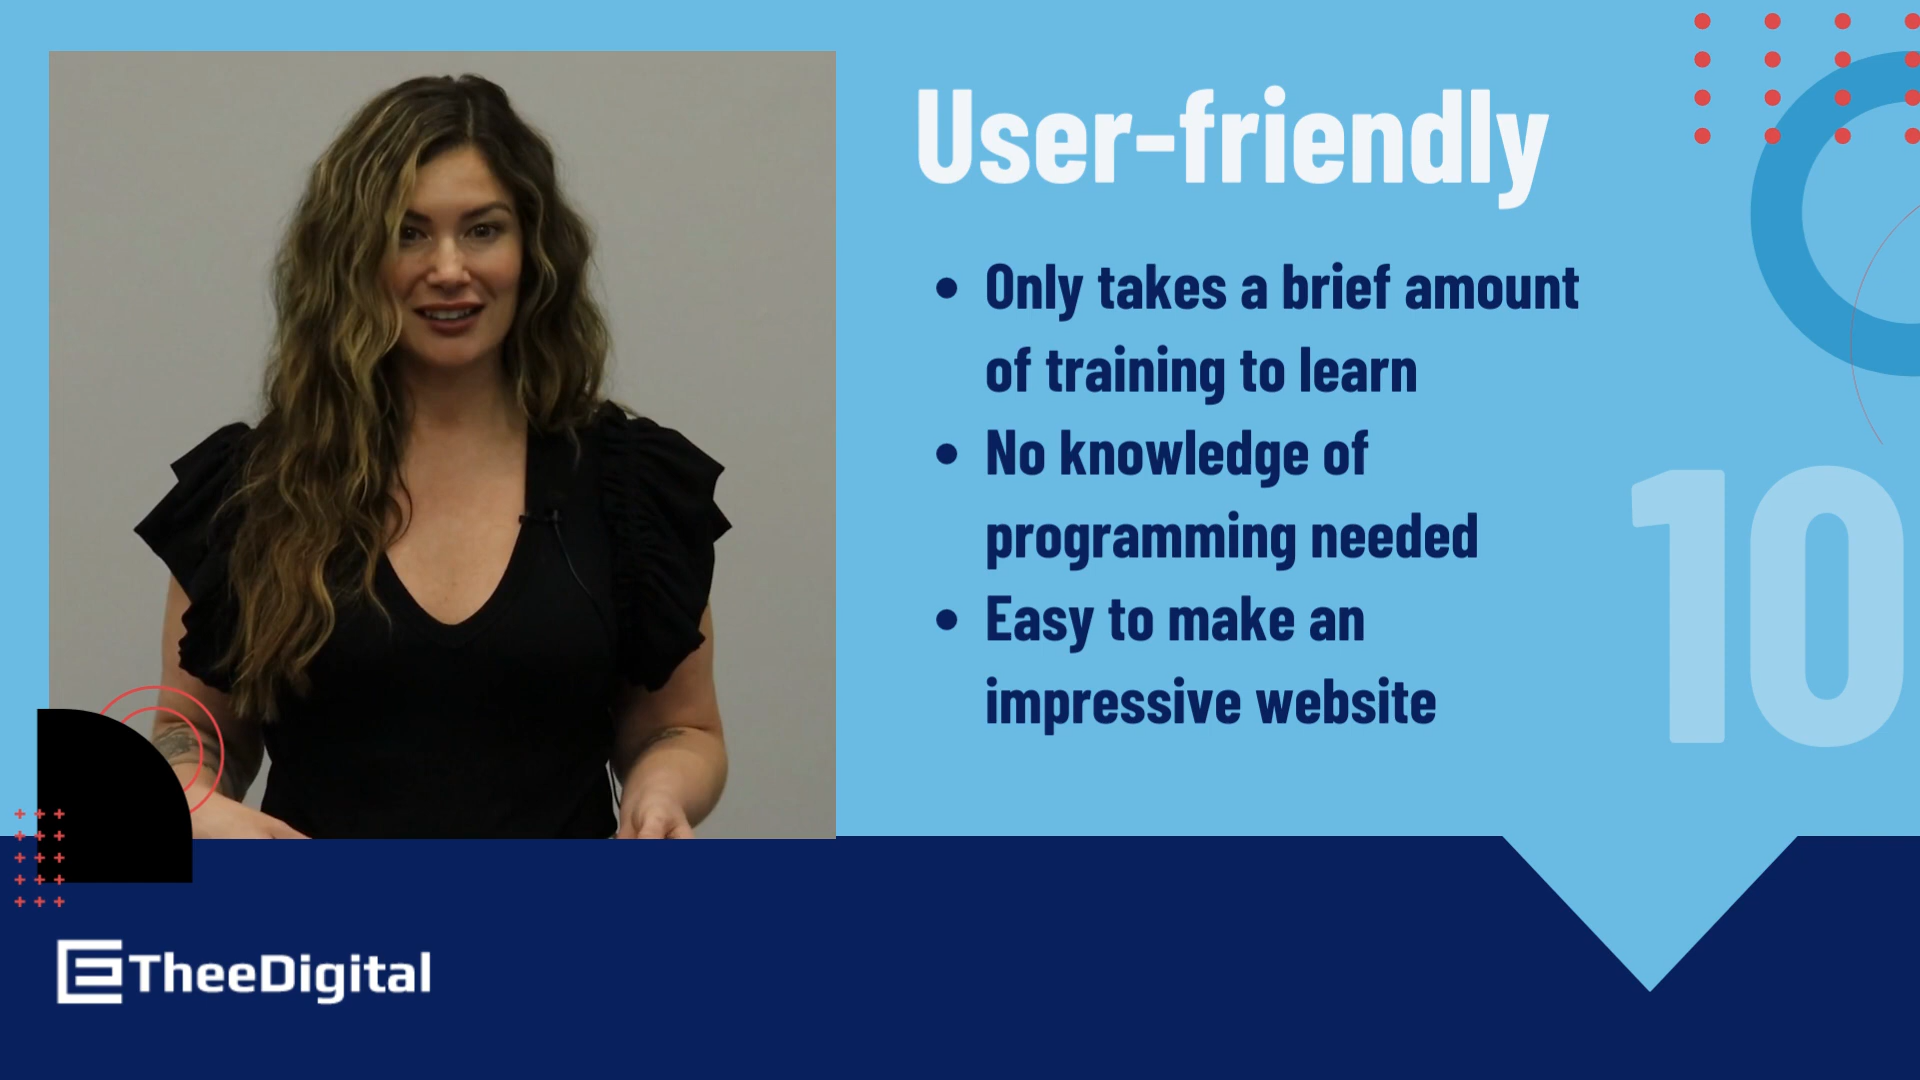 User-friendly
• Only takes a brief amount
of training to learn
• No knowledge of
programming needed
• Easy to make an
impressive website
10
TheeDigital